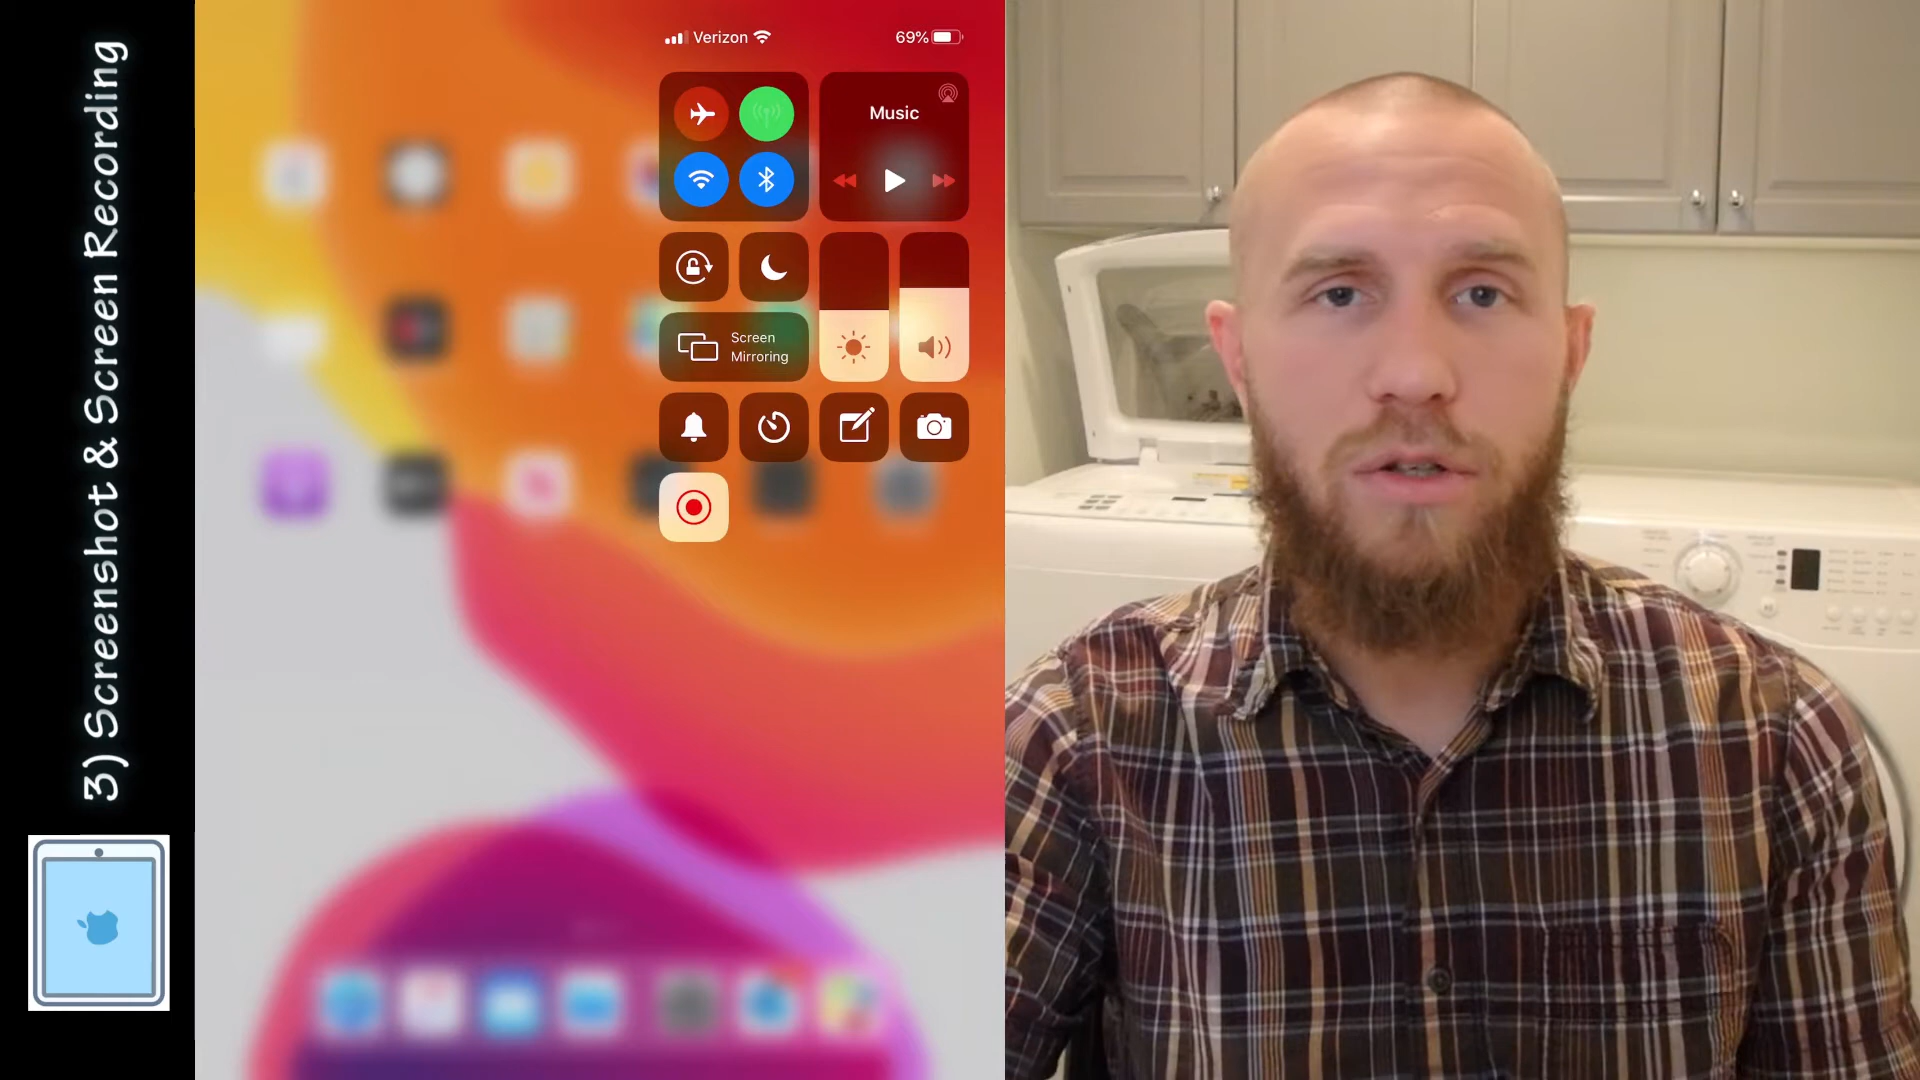 3) Screenshot & Screen Recording
Verizon
69%
Music
Screen
Mirroring